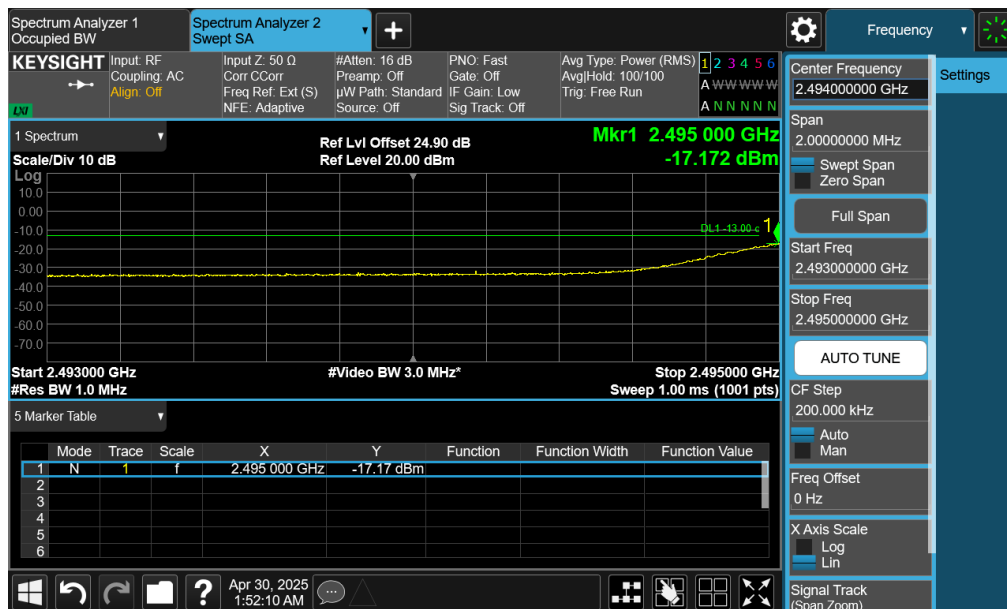 Spectrum Analyzer 1
Occupied BW
Spectrum Analyzer 2
Swept SA
▼
+
Frequency
▼
KEYSIGHT
LXI
Input: RF
Coupling: AC
Align: Off
Input Z: 50 Ω
Corr CCorr
Freq Ref: Ext (S)
NFE: Adaptive
#Atten: 16 dB
Preamp: Off
µW Path: Standard
Source: Off
PNO: Fast
Gate: Off
IF Gain: Low
Sig Track: Off
Avg Type: Power (RMS)
Avg|Hold: 100/100
Trig: Free Run
1 2 3 4 5 6
A W W W W W
A N N N N N
1 Spectrum
▼
Scale/Div 10 dB
Ref Lvl Offset 24.90 dB
Ref Level 20.00 dBm
Mkr1 2.495 000 GHz
-17.172 dBm
Log
10.0
0.00
-10.0
-20.0
-30.0
-40.0
-50.0
-60.0
-70.0
DL1 -13.00
1
Start 2.493000 GHz
#Video BW 3.0 MHz*
Stop 2.495000 GHz
#Res BW 1.0 MHz
Sweep 1.00 ms (1001 pts)
5 Marker Table
▼
Mode Trace Scale X Y Function Function Width Function Value
1 N 1 f 2.495 000 GHz -17.17 dBm
2
3
4
5
6
Center Frequency
2.494000000 GHz
Settings
Span
2.00000000 MHz
Swept Span
Zero Span
Full Span
Start Freq
2.493000000 GHz
Stop Freq
2.495000000 GHz
AUTO TUNE
CF Step
200.000 kHz
Auto
Man
Freq Offset
0 Hz
X Axis Scale
Log
Lin
Signal Track
(Span Zoom)
?
Apr 30, 2025
1:52:10 AM